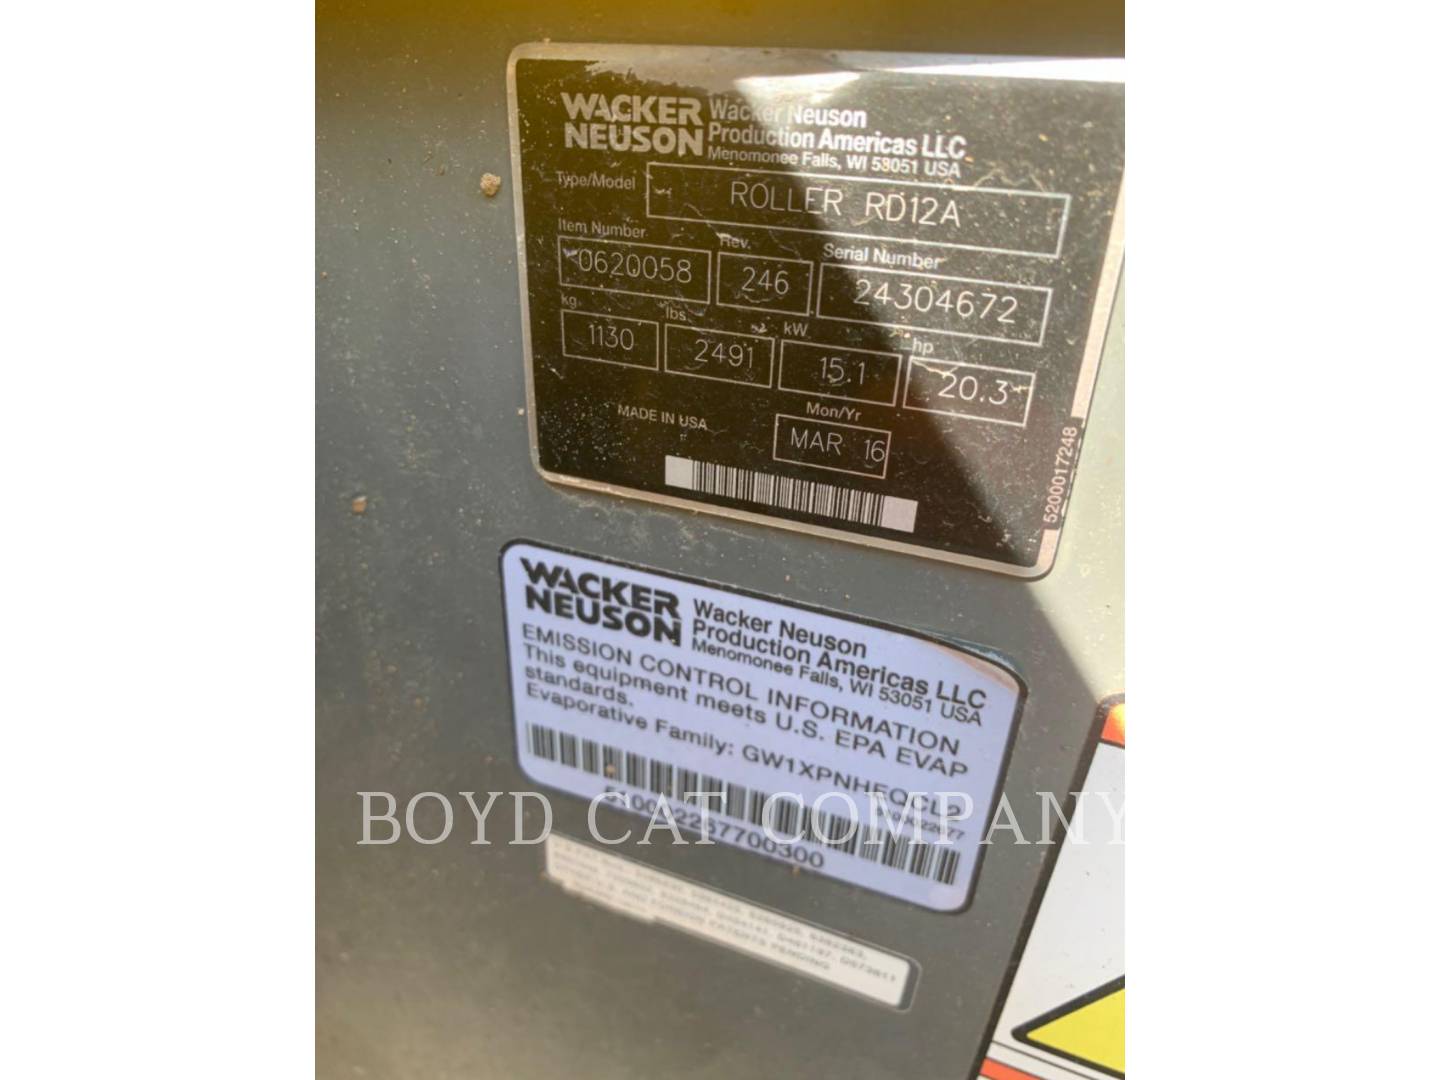 WACKER NEUSON
Wacker Neuson
Production Americas LLC
Menomonee Falls, WI 53051 USA
Type/Model
ROLLER RD12A
Item Number
Rev.
Serial Number
0620058
246
24304672
kg
lbs
kW
hp
1130
2491
15.1
20.3
MADE IN USA
Mon/Yr
MAR 16
5200017248
WACKER NEUSON
Wacker Neuson
Production Americas LLC
Menomonee Falls, WI 53051 USA
EMISSION CONTROL INFORMATION
This equipment meets U.S. EPA EVAP
standards.
Evaporative Family: GW1XPNHEQCL2
BOYD CAT COMPANY
PENDING